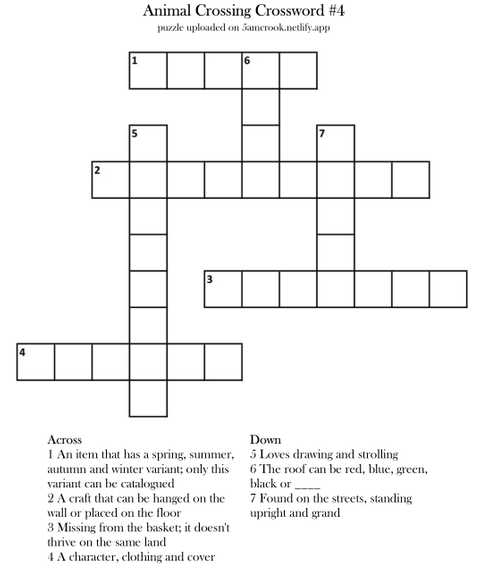 Animal Crossing Crossword #4
puzzle uploaded on 5amcrook.netlify.app
1
6
5
7
2
3
4
Across
1 An item that has a spring, summer,
autumn and winter variant; only this
variant can be catalogued
2 A craft that can be hanged on the
wall or placed on the floor
3 Missing from the basket; it doesn't
thrive on the same land
4 A character, clothing and cover
Down
5 Loves drawing and strolling
6 The roof can be red, blue, green,
black or ____
7 Found on the streets, standing
upright and grand